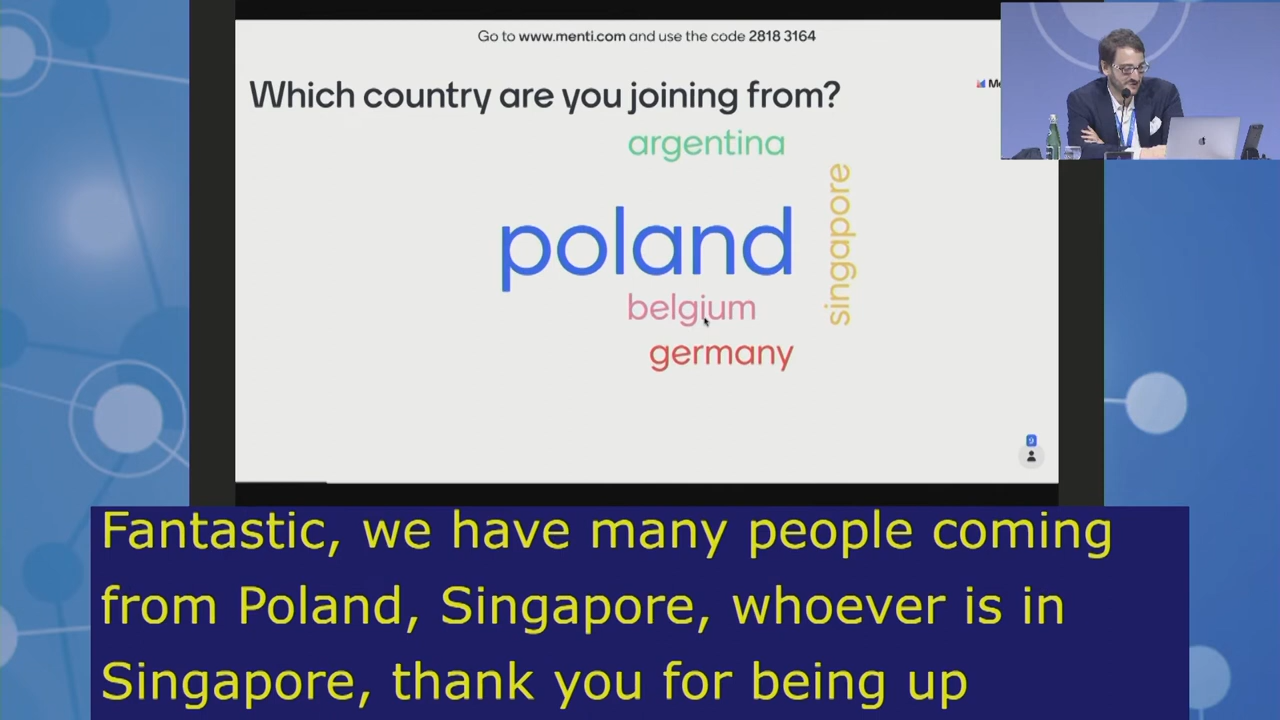 Go to www.menti.com and use the code 2818 3164
Which country are you joining from?
argentina
poland
singapore
belgium
germany
9
Fantastic, we have many people coming
from Poland, Singapore, whoever is in
Singapore, thank you for being up